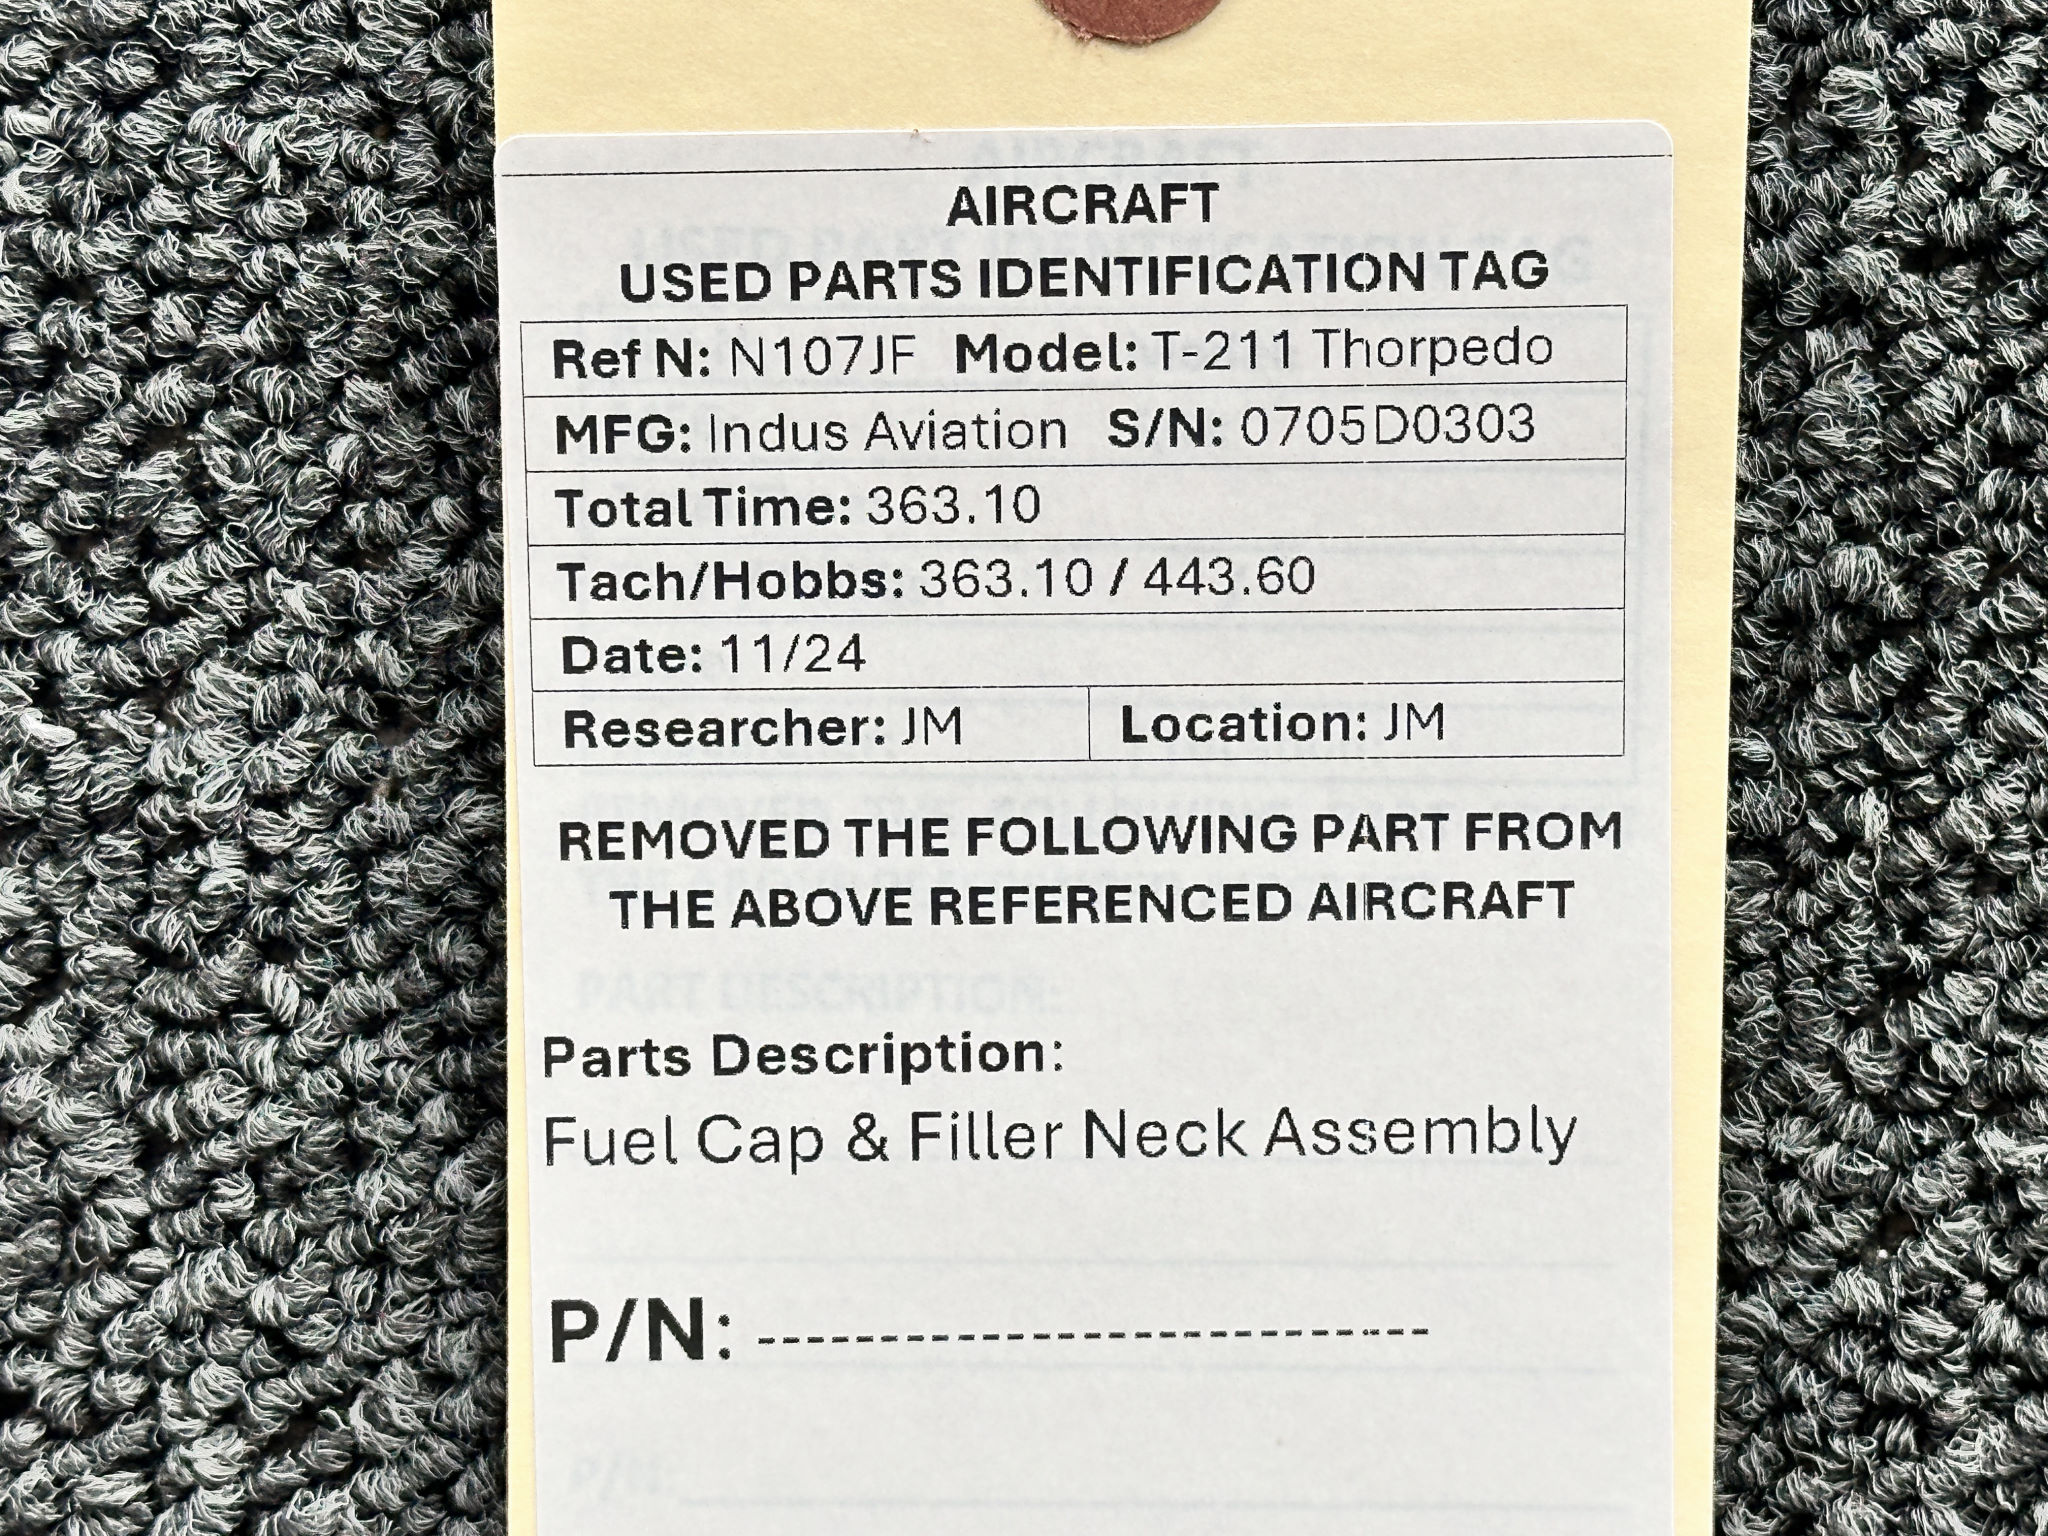 AIRCRAFT
USED PARTS IDENTIFICATION TAG
Ref N: N107JF Model: T-211 Thorpedo
MFG: Indus Aviation S/N: 0705D0303
Total Time: 363.10
Tach/Hobbs: 363.10 / 443.60
Date: 11/24
Researcher: JM Location: JM
REMOVED THE FOLLOWING PART FROM
THE ABOVE REFERENCED AIRCRAFT
PART DESCRIPTION:
Parts Description:
Fuel Cap & Filler Neck Assembly
P/N: ---------------------------
P/N: